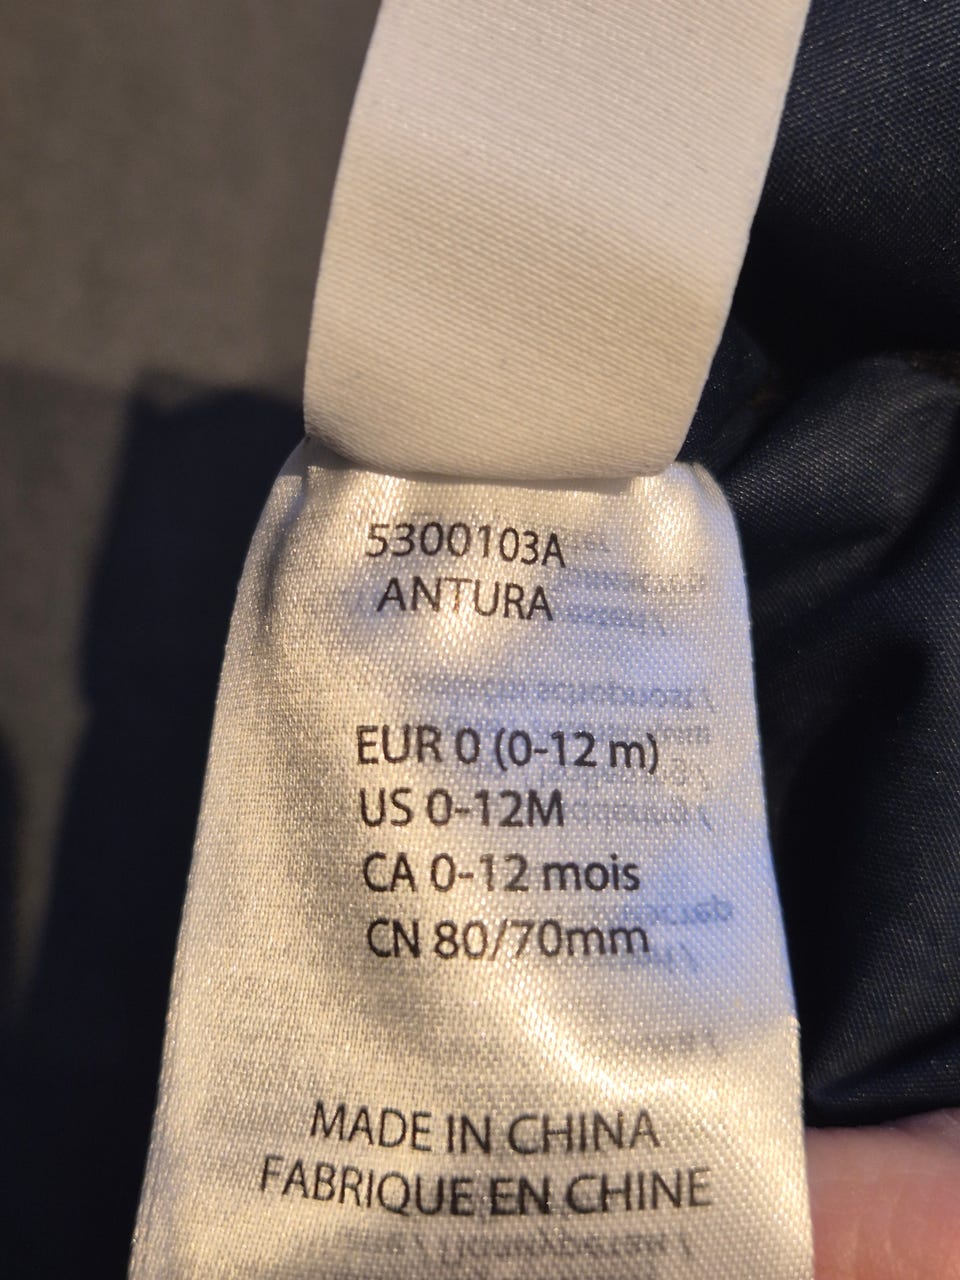 5300103A
ANTURA
EUR 0 (0-12 m)
US 0-12M
CA 0-12 mois
CN 80/70mm
MADE IN CHINA
FABRIQUE EN CHINE